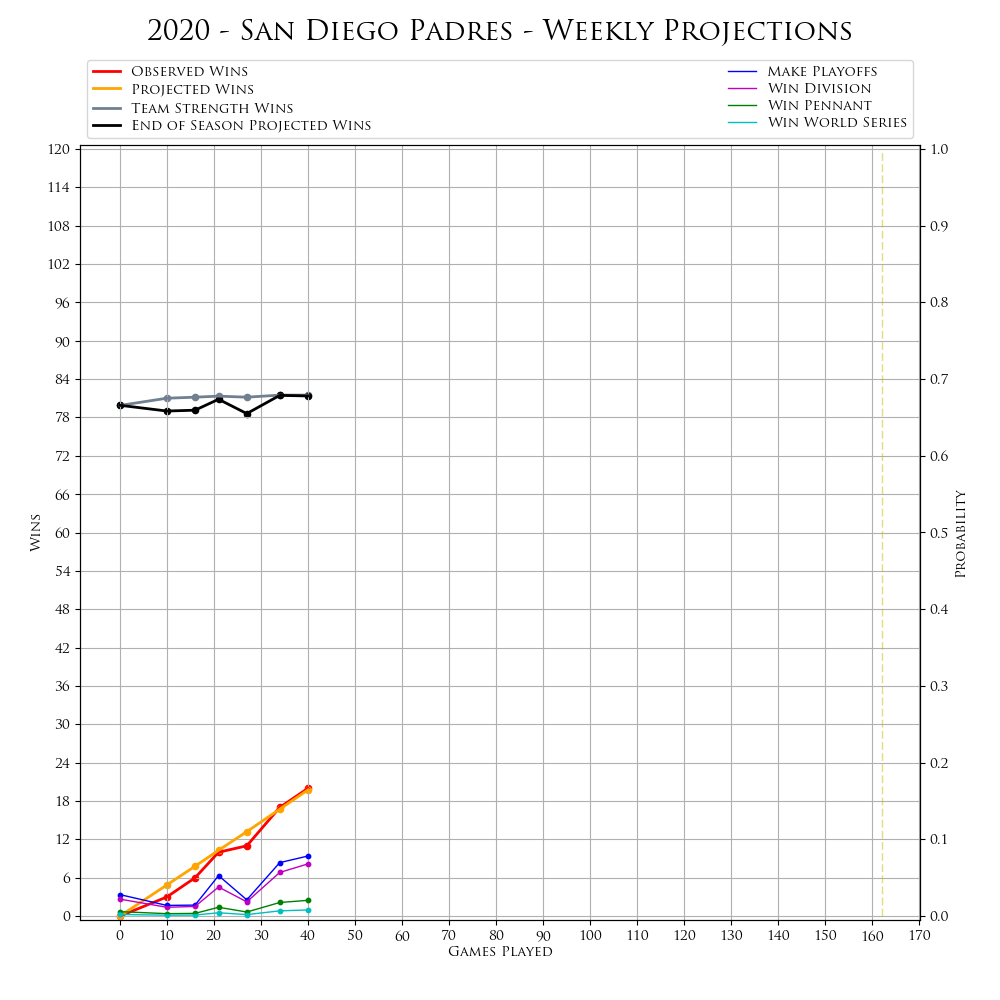 2020 - San Diego Padres - Weekly Projections
Observed Wins
Projected Wins
Team Strength Wins
End of Season Projected Wins
Make Playoffs
Win Division
Win Pennant
Win World Series
120
114
108
102
96
90
84
78
72
66
60
54
48
42
36
30
24
18
12
6
0
Wins
1.0
0.9
0.8
0.7
0.6
0.5
0.4
0.3
0.2
0.1
0.0
Probability
0 10 20 30 40 50 60 70 80 90 100 110 120 130 140 150 160 170
Games Played